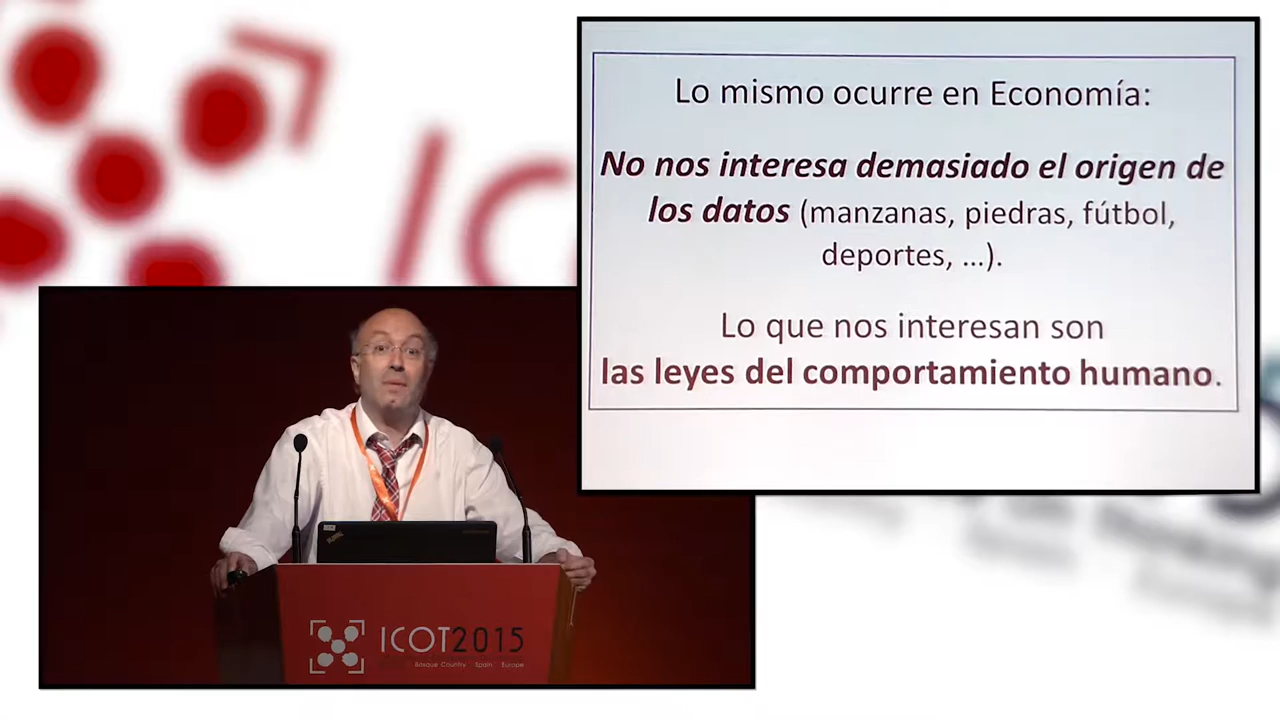 Lo mismo ocurre en Economía:
No nos interesa demasiado el origen de
los datos (manzanas, piedras, fútbol,
deportes, ...).
Lo que nos interesan son
las leyes del comportamiento humano.
ICOT2015
Basque Country Spain Europe